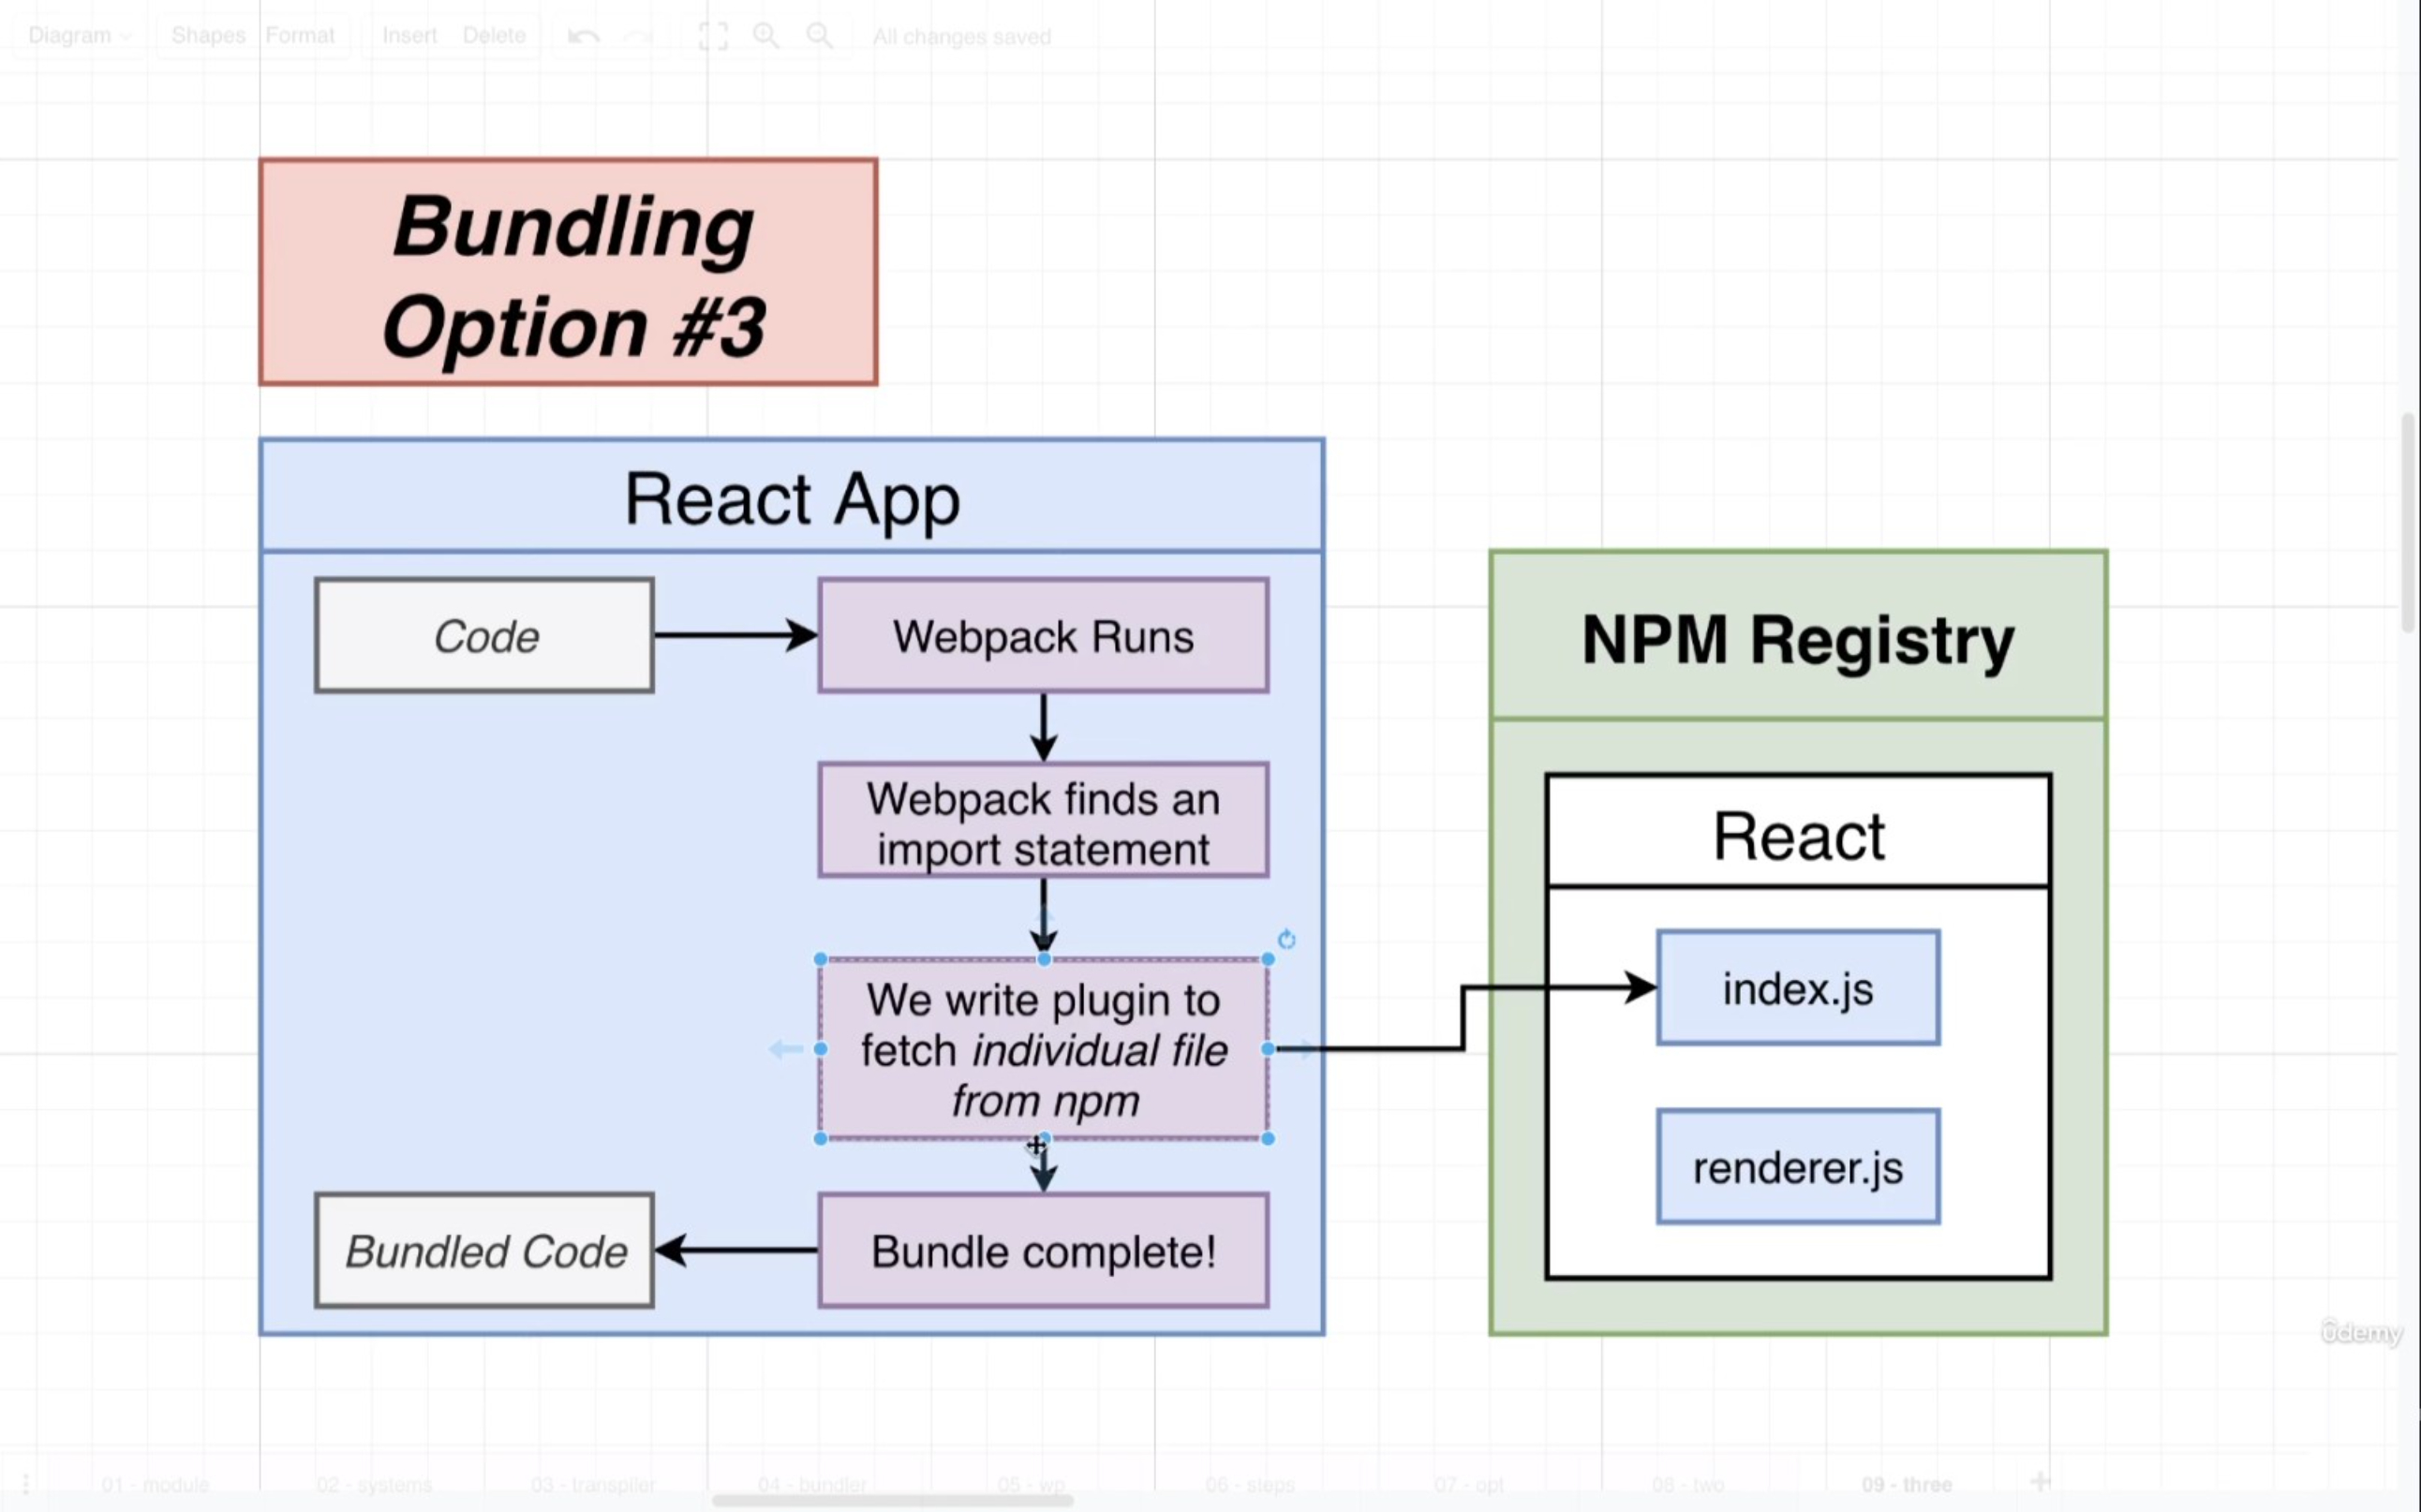 Diagram
Shapes Format
Insert Delete
All changes saved
Bundling
Option #3
React App
Code
Webpack Runs
Webpack finds an
import statement
We write plugin to
fetch individual file
from npm
Bundled Code
Bundle complete!
NPM Registry
React
index.js
renderer.js
ûdemy
01 - module
02 - systems
03 - transpiler
04 - bundler
05 - wp
06 - steps
07 - opt
08 - two
09 - three